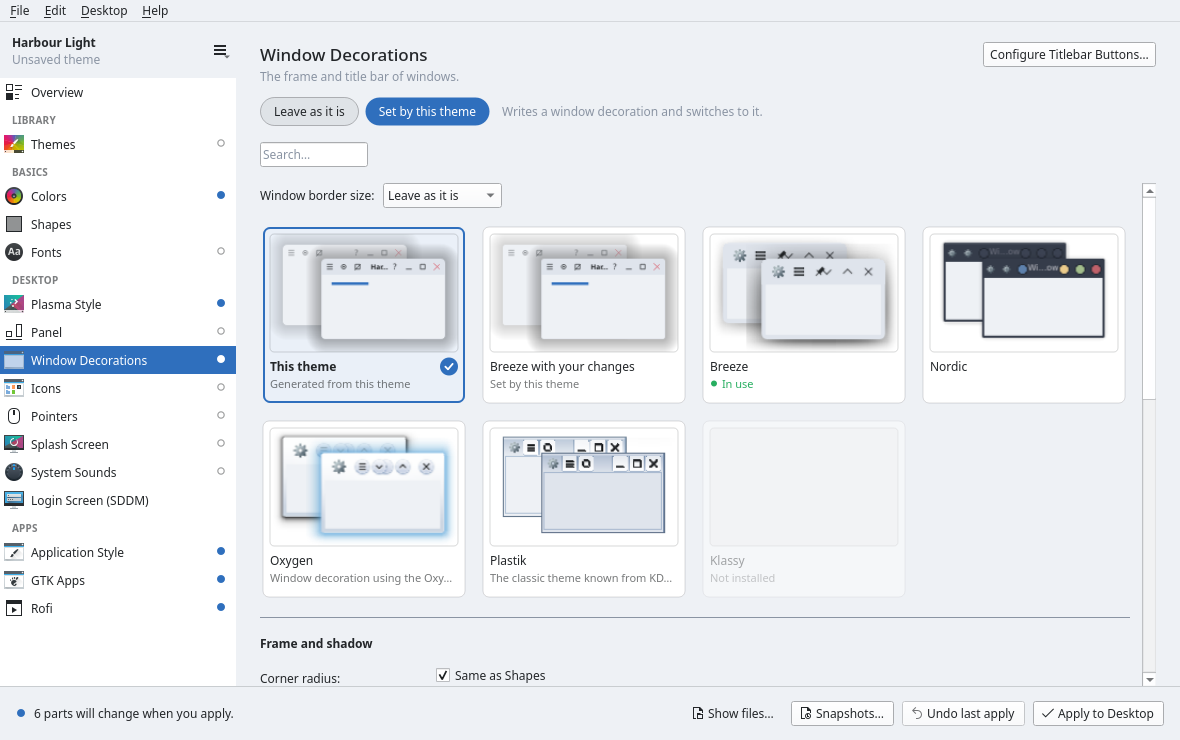 File Edit Desktop Help
Harbour Light
Unsaved theme
Overview
LIBRARY
Themes
BASICS
Colors
Shapes
Fonts
DESKTOP
Plasma Style
Panel
Window Decorations
Icons
Pointers
Splash Screen
System Sounds
Login Screen (SDDM)
APPS
Application Style
GTK Apps
Rofi
Window Decorations
Configure Titlebar Buttons...
The frame and title bar of windows.
Leave as it is
Set by this theme
Writes a window decoration and switches to it.
Search...
Window border size: Leave as it is
Har...
This theme
Generated from this theme
Har...
Breeze with your changes
Set by this theme
Breeze
In use
Wi...ow
Wi...ow
Nordic
Oxygen
Window decoration using the Oxy...
Plastik
The classic theme known from KD...
Klassy
Not installed
Frame and shadow
Corner radius: Same as Shapes
6 parts will change when you apply.
Show files...
Snapshots...
Undo last apply
Apply to Desktop